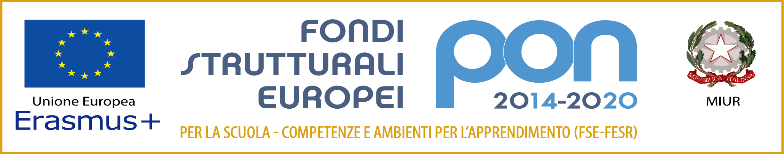 Unione Europea
Erasmus+
FONDI
STRUTTURALI
EUROPEI
pon
2014-2020
MIUR
PER LA SCUOLA - COMPETENZE E AMBIENTI PER L'APPRENDIMENTO (FSE-FESR)